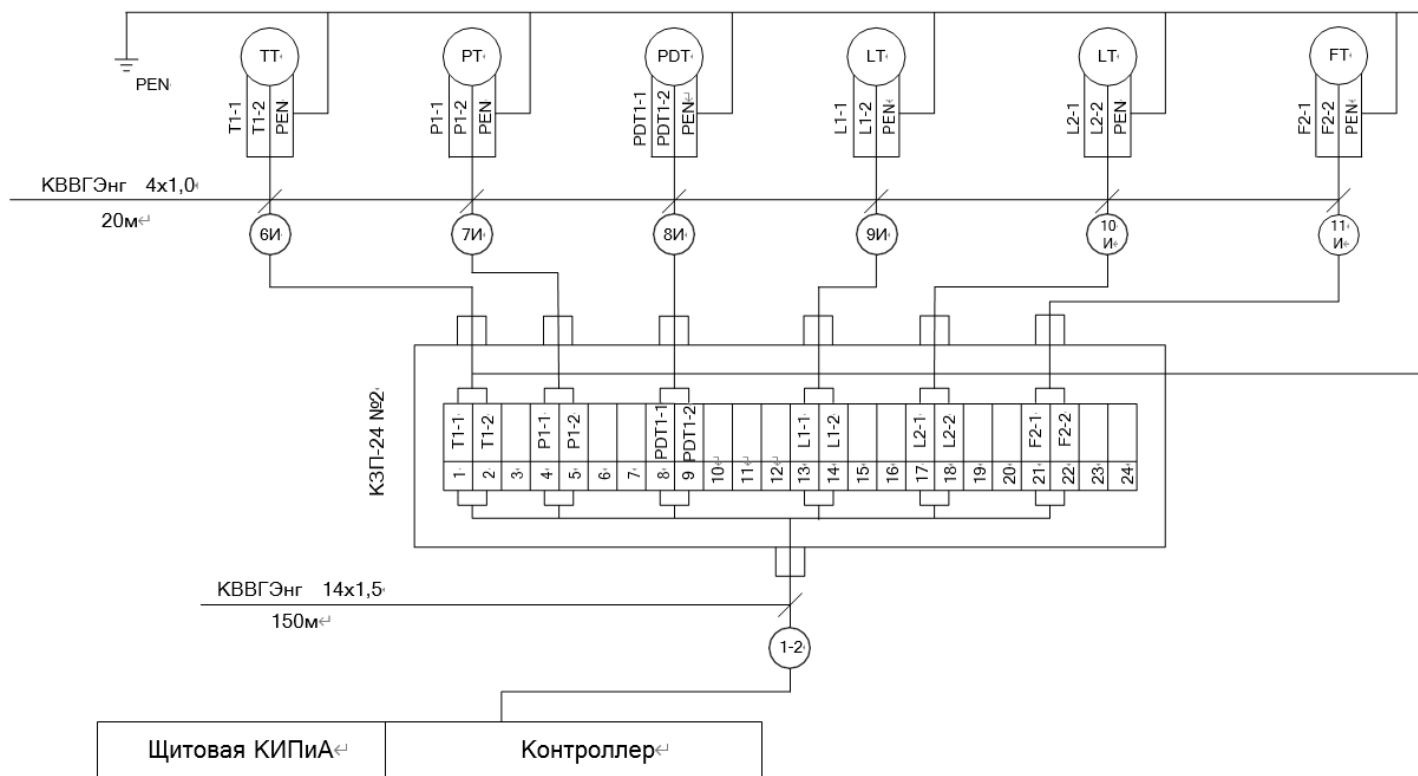 PEN
TT
PT
PDT
LT
LT
FT
T1-1
T1-2
PEN
P1-1
P1-2
PEN
PDT1-1
PDT1-2
PEN
L1-1
L1-2
PEN
L2-1
L2-2
PEN
F2-1
F2-2
PEN
КВВГЭнг 4х1,0
20м
6И
7И
8И
9И
10
И
11
И
КЗП-24 №2
T1-1
T1-2
P1-1
P1-2
PDT1-1
PDT1-2
L1-1
L1-2
L2-1
L2-2
F2-1
F2-2
1
2
3
4
5
6
7
8
9
10
11
12
13
14
15
16
17
18
19
20
21
22
23
24
КВВГЭнг 14х1,5
150м
1-2
Щитовая КИПиА
Контроллер